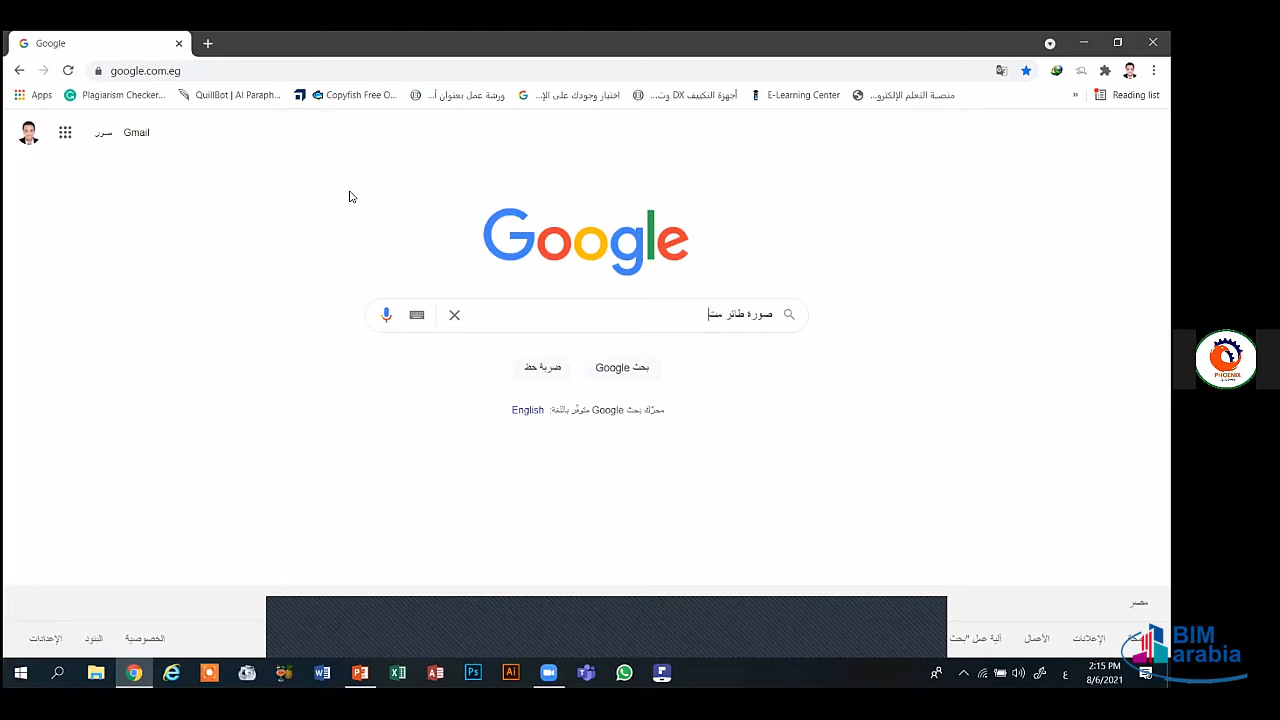 Google
google.com.eg
Apps
Plagiarism Checker...
QuillBot | AI Paraph...
Copyfish Free O...
ورشة عمل بعنوان أ...
اختبار وجودك على الإ...
أجهزة التكييف DX وت...
E-Learning Center
منصة التعلم الإلكترو...
»
Reading list
صور
Gmail
Google
صورة طائر مت
بحث Google
ضربة حظ
محرّك بحث Google متوفّر باللغة: English
PHOENIX
مصر
الإعلانات
الأعمال
آلية عمل "بحث
الخصوصية
البنود
الإعدادات
BIM
arabia
ع
2:15 PM
8/6/2021